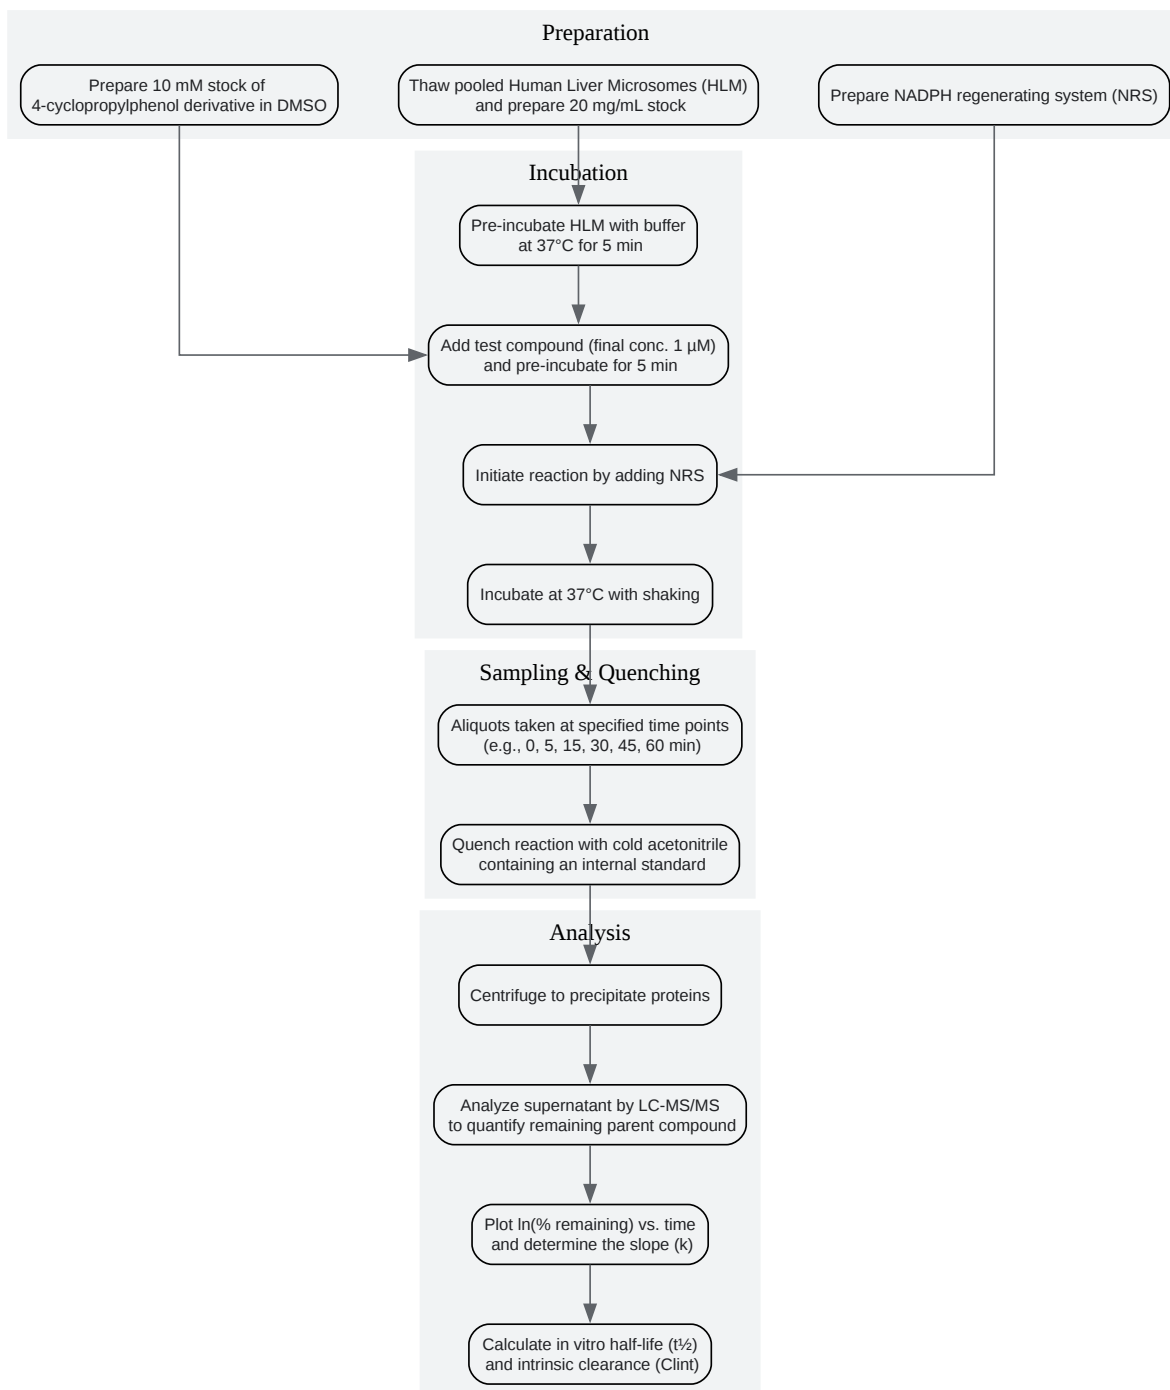 Preparation
Prepare 10 mM stock of
4-cyclopropylphenol derivative in DMSO
Thaw pooled Human Liver Microsomes (HLM)
and prepare 20 mg/mL stock
Prepare NADPH regenerating system (NRS)
Incubation
Pre-incubate HLM with buffer
at 37°C for 5 min
Add test compound (final conc. 1 µM)
and pre-incubate for 5 min
Initiate reaction by adding NRS
Incubate at 37°C with shaking
Sampling & Quenching
Aliquots taken at specified time points
(e.g., 0, 5, 15, 30, 45, 60 min)
Quench reaction with cold acetonitrile
containing an internal standard
Analysis
Centrifuge to precipitate proteins
Analyze supernatant by LC-MS/MS
to quantify remaining parent compound
Plot ln(% remaining) vs. time
and determine the slope (k)
Calculate in vitro half-life (t½)
and intrinsic clearance (Clint)